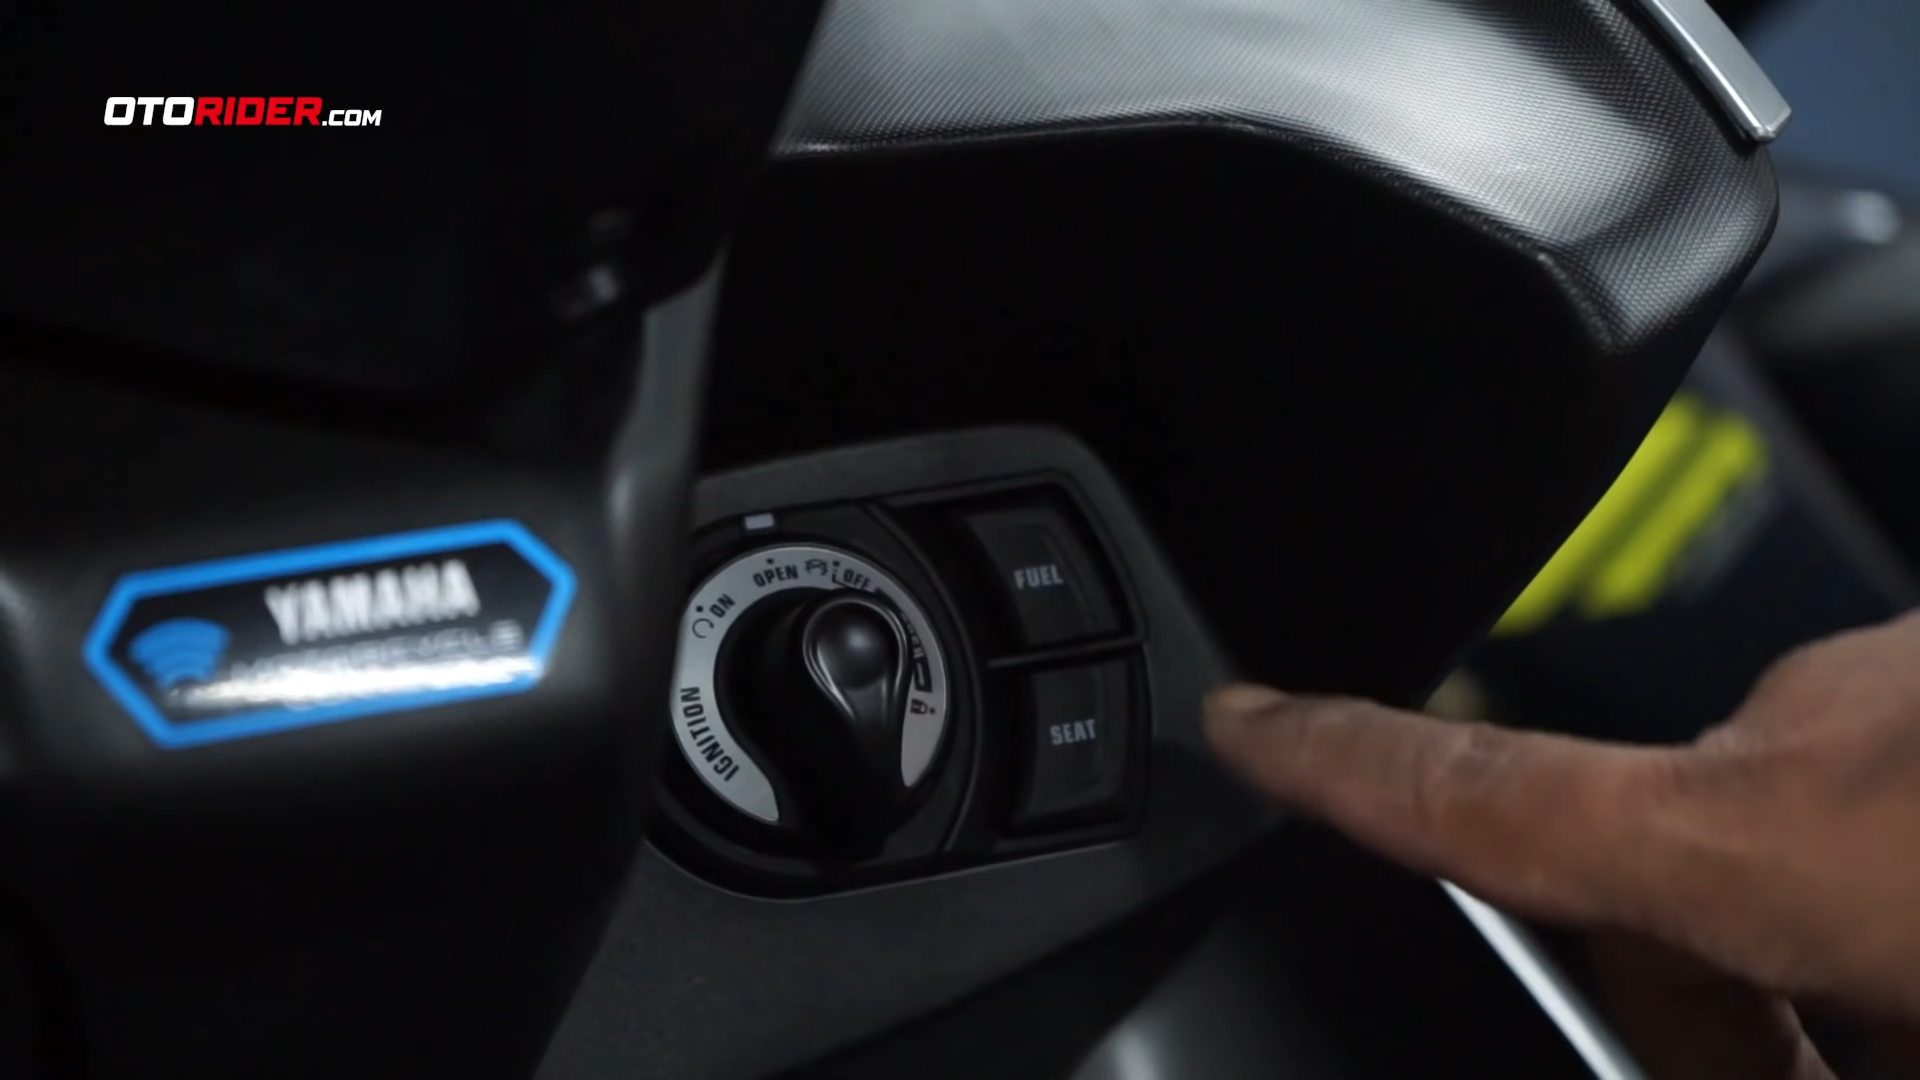 OTORIDER.COM
YAMAHA
OPEN
OFF
ON
IGNITION
FUEL
SEAT